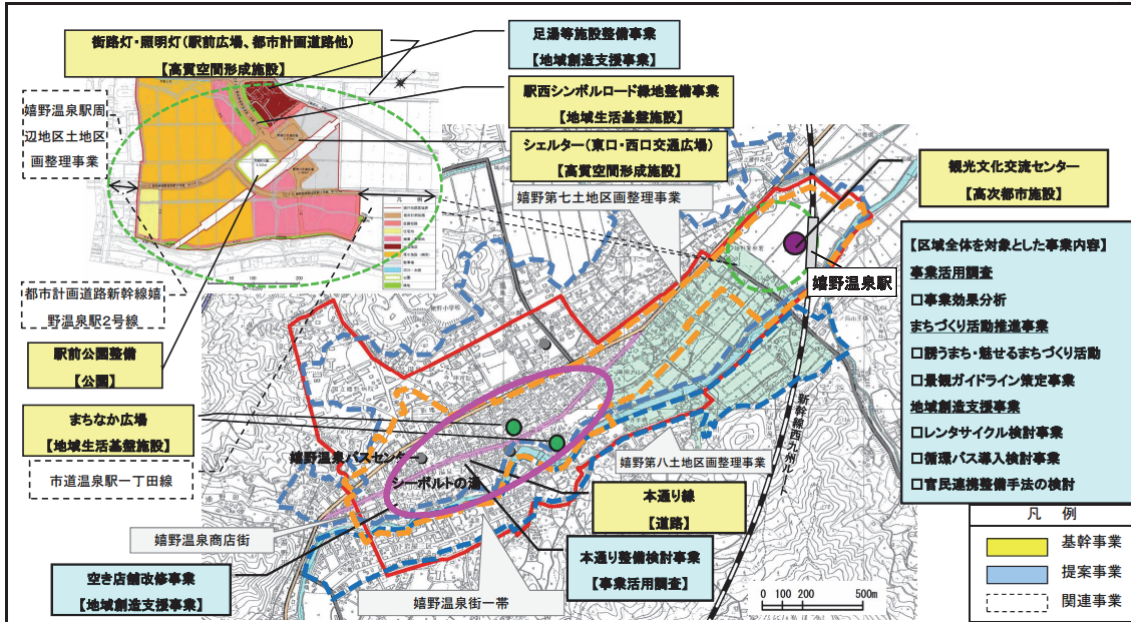 街路灯・照明灯(駅前広場、都市計画道路他)
【高質空間形成施設】
足湯等施設整備事業
【地域創造支援事業】
駅西シンボルロード緑地整備事業
【地域生活基盤施設】
シェルター(東口・西口交通広場)
【高質空間形成施設】
嬉野第七土地区画整理事業
嬉野温泉駅周
辺地区土地区
画整理事業
観光文化交流センター
【高次都市施設】
嬉野温泉駅
凡 例
都市計画道路新幹線嬉
野温泉駅2号線
駅前公園整備
【公園】
まちなか広場
【地域生活基盤施設】
市道温泉駅一丁田線
嬉野温泉バスセンター
シーボルトの湯
嬉野第八土地区画整理事業
新幹線西九州ルート
本通り線
【道路】
嬉野温泉商店街
本通り整備検討事業
【事業活用調査】
空き店舗改修事業
【地域創造支援事業】
嬉野温泉街一帯
0 100 200 500m
【区域全体を対象とした事業内容】
事業活用調査
□事業効果分析
まちづくり活動推進事業
□誘うまち・魅せるまちづくり活動
□景観ガイドライン策定事業
地域創造支援事業
□レンタサイクル検討事業
□循環バス導入検討事業
□官民連携整備手法の検討
凡 例
基幹事業
提案事業
関連事業